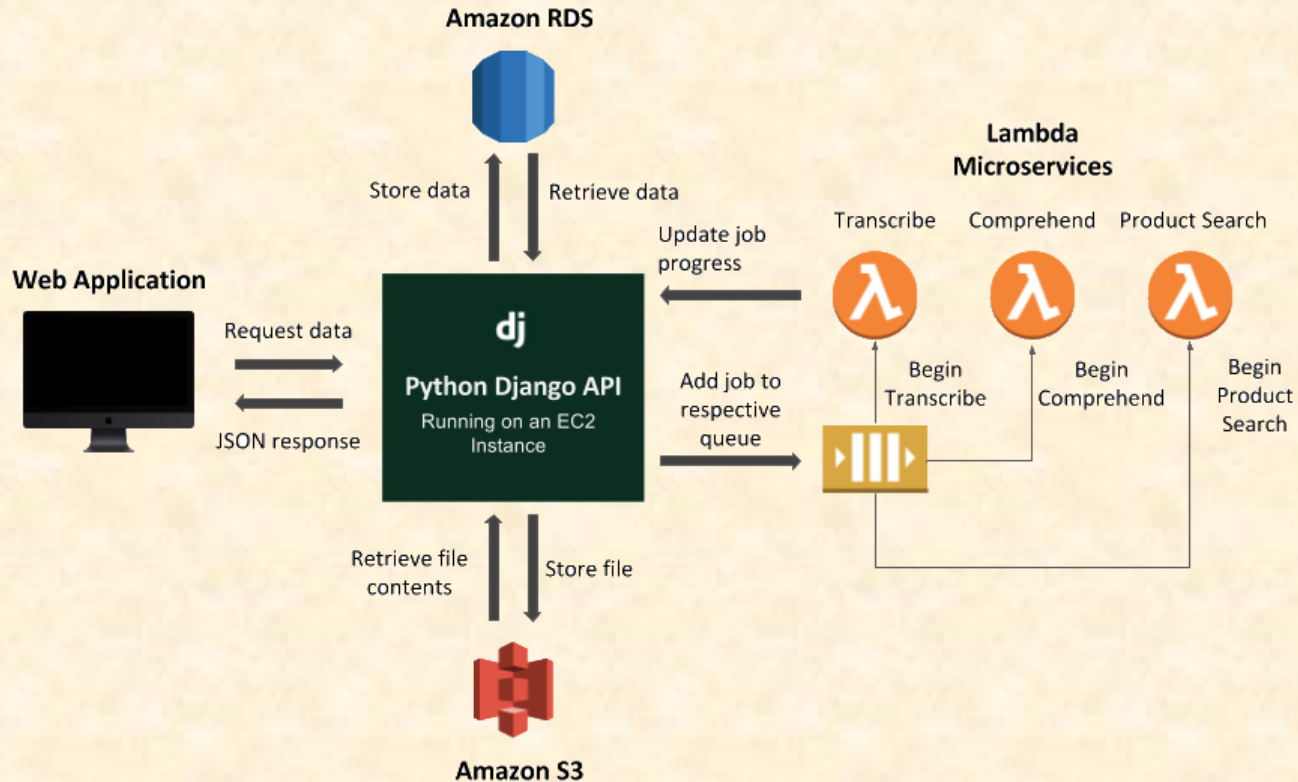 Amazon RDS
Store data
Retrieve data
Lambda
Microservices
Transcribe
Comprehend
Product Search
Update job
progress
Web Application
Request data
JSON response
dj
Python Django API
Running on an EC2
Instance
Add job to
respective
queue
Begin
Transcribe
Begin
Comprehend
Begin
Product
Search
Retrieve file
contents
Store file
Amazon S3